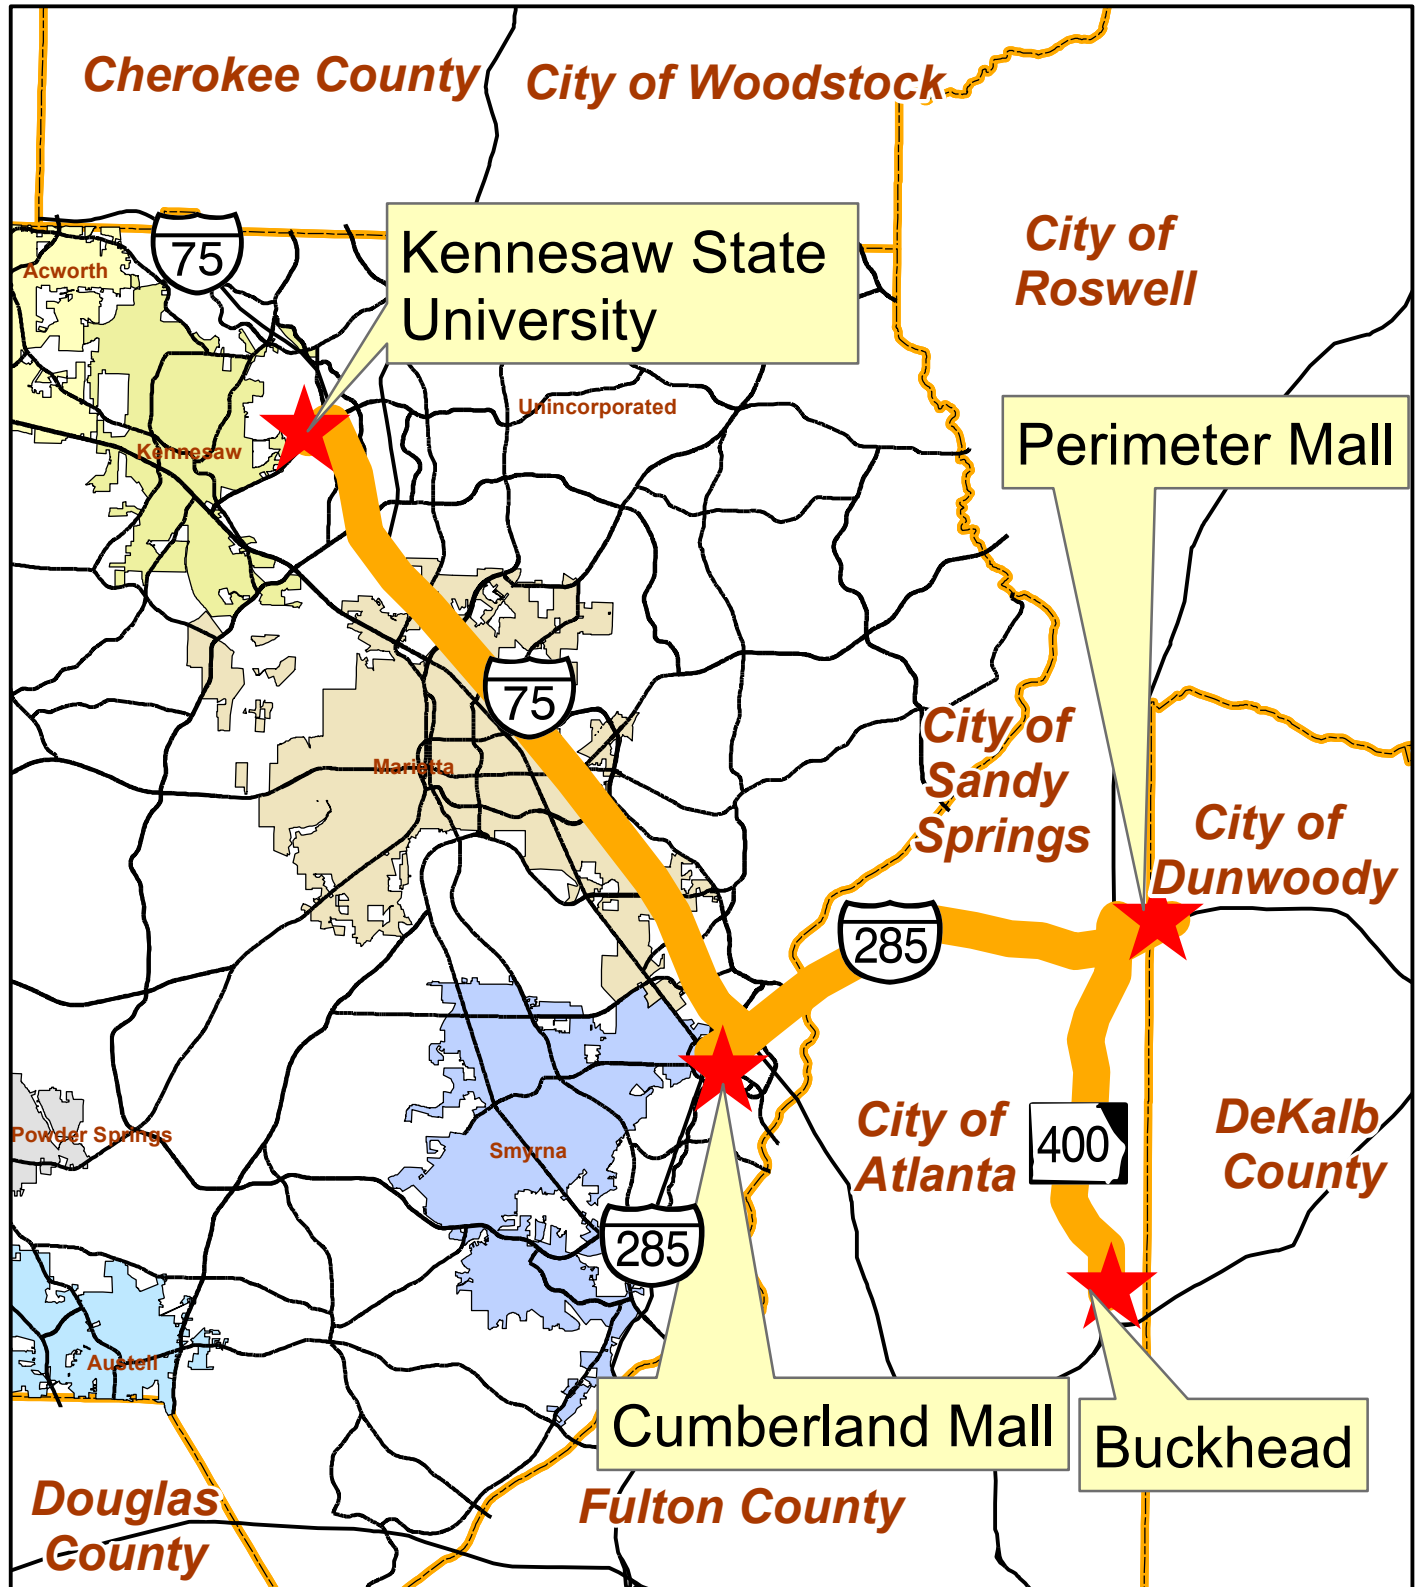 Cherokee County
City of Woodstock
75
Kennesaw State
University
City of
Roswell
Acworth
Unincorporated
Perimeter Mall
Kennesaw
75
City of
Sandy
Springs
Marietta
City of
Dunwoody
285
City of
Atlanta
400
DeKalb
County
Powder Springs
Smyrna
285
Austell
Cumberland Mall
Buckhead
Douglas
County
Fulton County